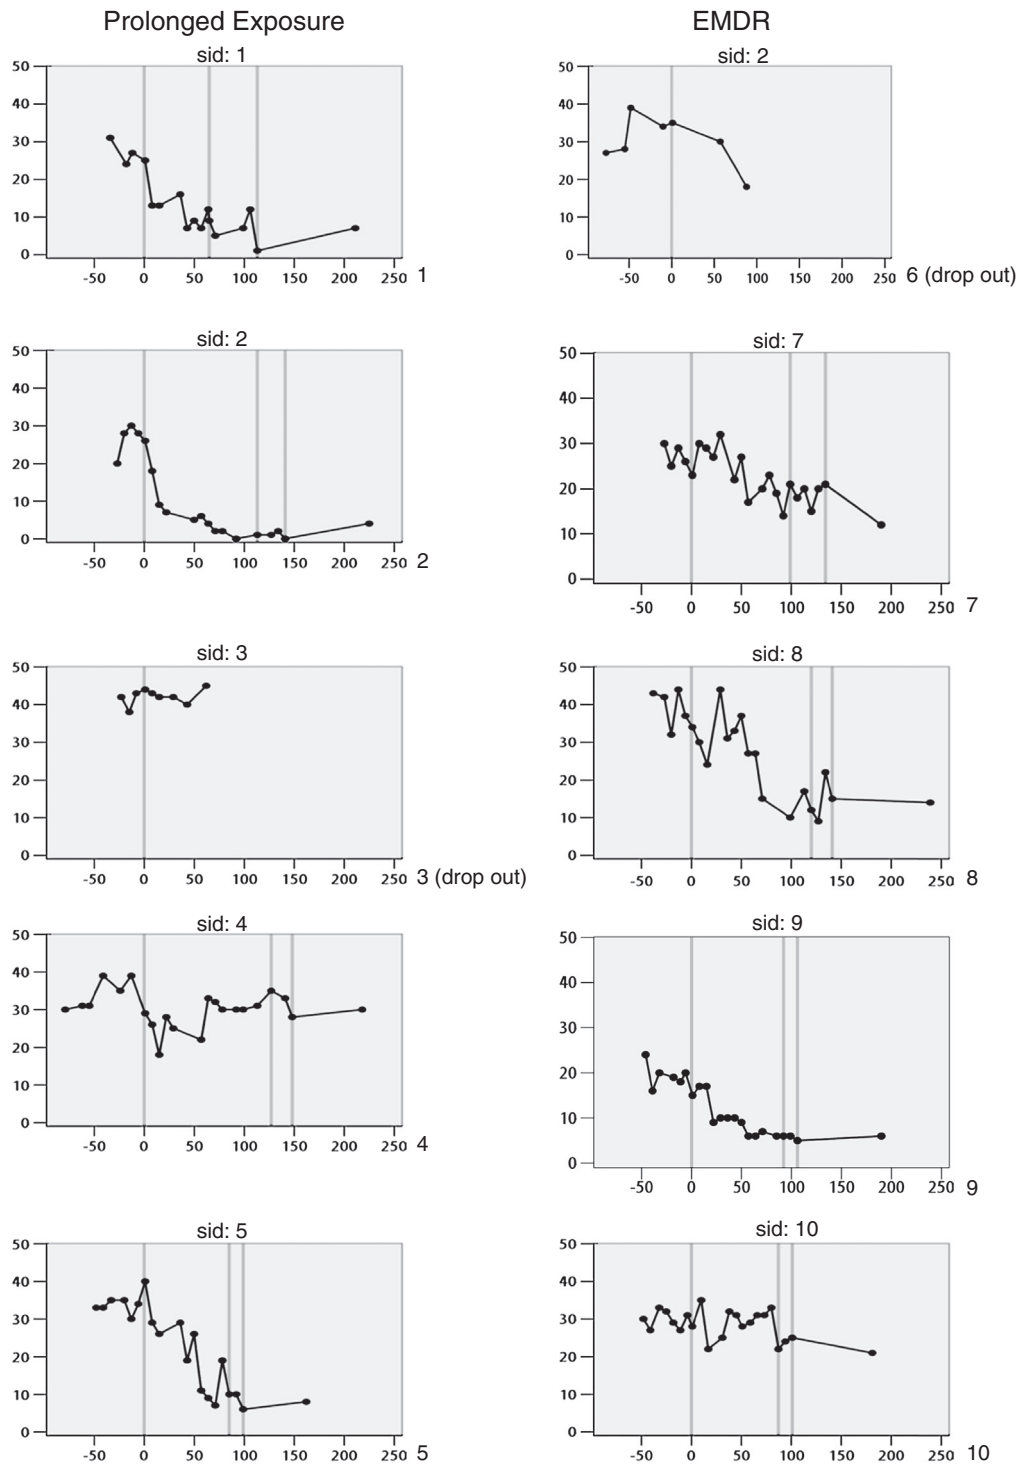 Prolonged Exposure
sid: 1
50
40
30
20
10
0
-50 0 50 100 150 200 250 1
sid: 2
50
40
30
20
10
0
-50 0 50 100 150 200 250 2
sid: 3
50
40
30
20
10
0
-50 0 50 100 150 200 250 3 (drop out)
sid: 4
50
40
30
20
10
0
-50 0 50 100 150 200 250 4
sid: 5
50
40
30
20
10
0
-50 0 50 100 150 200 250 5
EMDR
sid: 2
50
40
30
20
10
0
-50 0 50 100 150 200 250 6 (drop out)
sid: 7
50
40
30
20
10
0
-50 0 50 100 150 200 250 7
sid: 8
50
40
30
20
10
0
-50 0 50 100 150 200 250 8
sid: 9
50
40
30
20
10
0
-50 0 50 100 150 200 250 9
sid: 10
50
40
30
20
10
0
-50 0 50 100 150 200 250 10